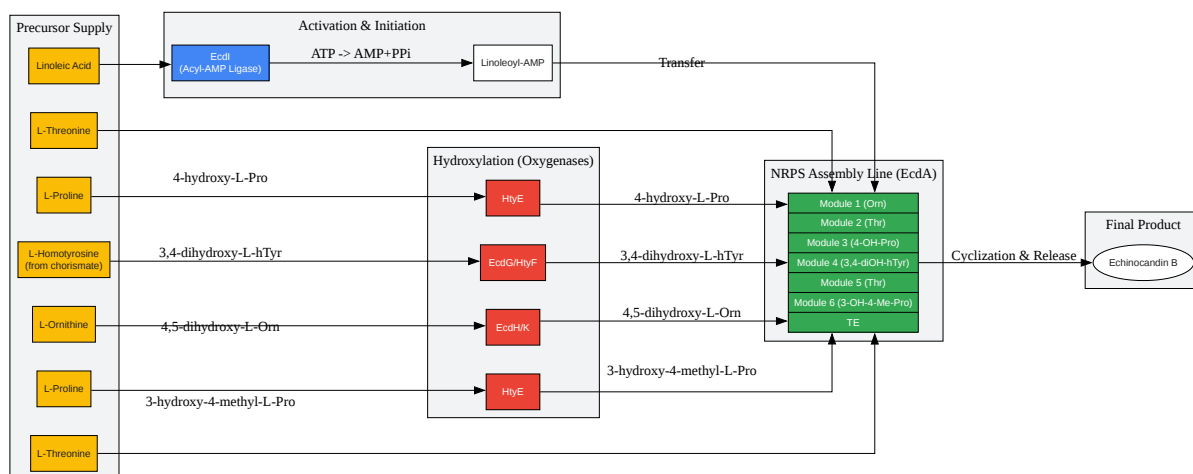 Precursor Supply
Linoleic Acid
L-Threonine
L-Proline
L-Homotyrosine
(from chorismate)
L-Ornithine
L-Proline
L-Threonine
Activation & Initiation
EcdI
(Acyl-AMP Ligase)
ATP -> AMP+PPi
Linoleoyl-AMP
Transfer
4-hydroxy-L-Pro
3,4-dihydroxy-L-hTyr
4,5-dihydroxy-L-Orn
3-hydroxy-4-methyl-L-Pro
Hydroxylation (Oxygenases)
HtyE
EcdG/HtyF
EcdH/K
HtyE
4-hydroxy-L-Pro
3,4-dihydroxy-L-hTyr
4,5-dihydroxy-L-Orn
3-hydroxy-4-methyl-L-Pro
NRPS Assembly Line (EcdA)
Module 1 (Orn)
Module 2 (Thr)
Module 3 (4-OH-Pro)
Module 4 (3,4-diOH-hTyr)
Module 5 (Thr)
Module 6 (3-OH-4-Me-Pro)
TE
Cyclization & Release
Final Product
Echinocandin B